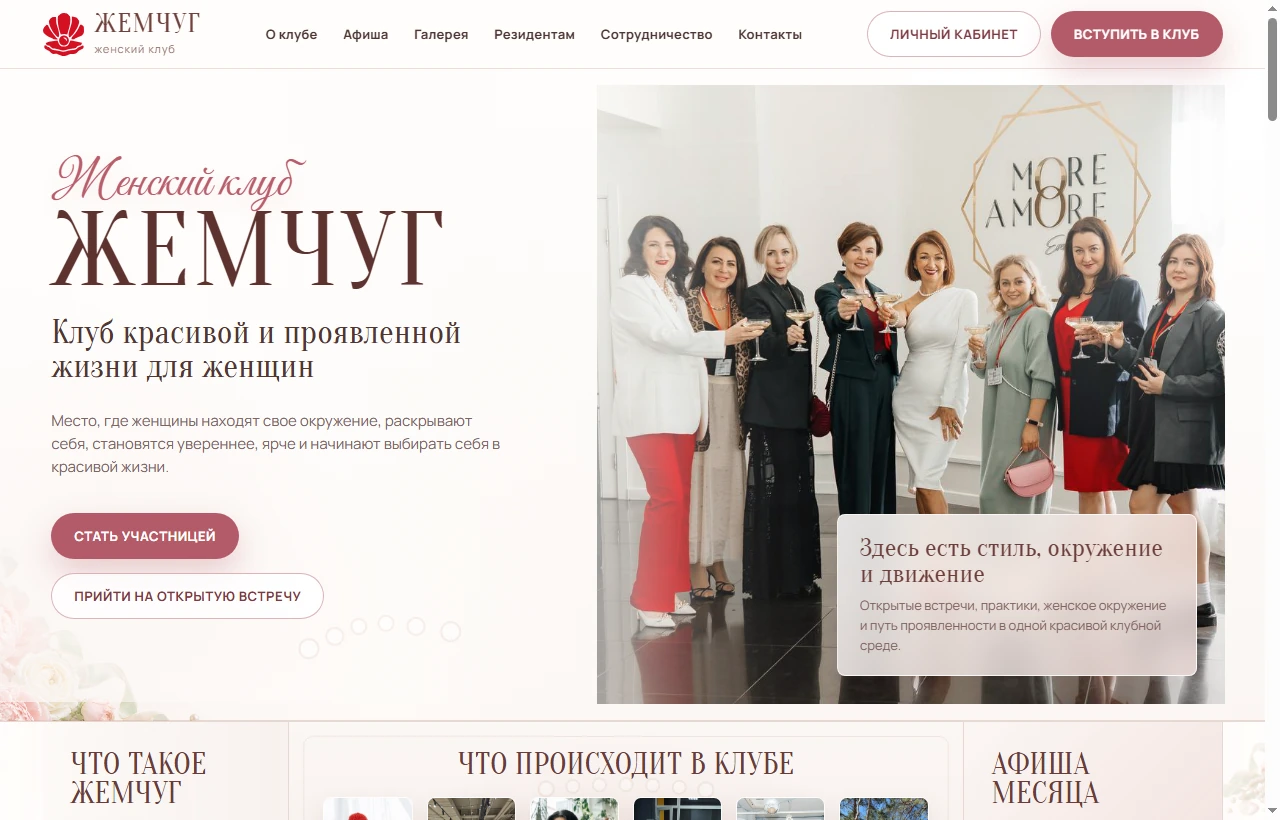 ЖЕМЧУГ
женский клуб
О клубе
Афиша
Галерея
Резидентам
Сотрудничество
Контакты
ЛИЧНЫЙ КАБИНЕТ
ВСТУПИТЬ В КЛУБ
Женский клуб
ЖЕМЧУГ
Клуб красивой и проявленной
жизни для женщин
Место, где женщины находят свое окружение, раскрывают
себя, становятся увереннее, ярче и начинают выбирать себя в
красивой жизни.
СТАТЬ УЧАСТНИЦЕЙ
ПРИЙТИ НА ОТКРЫТУЮ ВСТРЕЧУ
MORE
AMORE
Здесь есть стиль, окружение
и движение
Открытые встречи, практики, женское окружение
и путь проявленности в одной красивой клубной
среде.
ЧТО ТАКОЕ
ЖЕМЧУГ
ЧТО ПРОИСХОДИТ В КЛУБЕ
АФИША
МЕСЯЦА